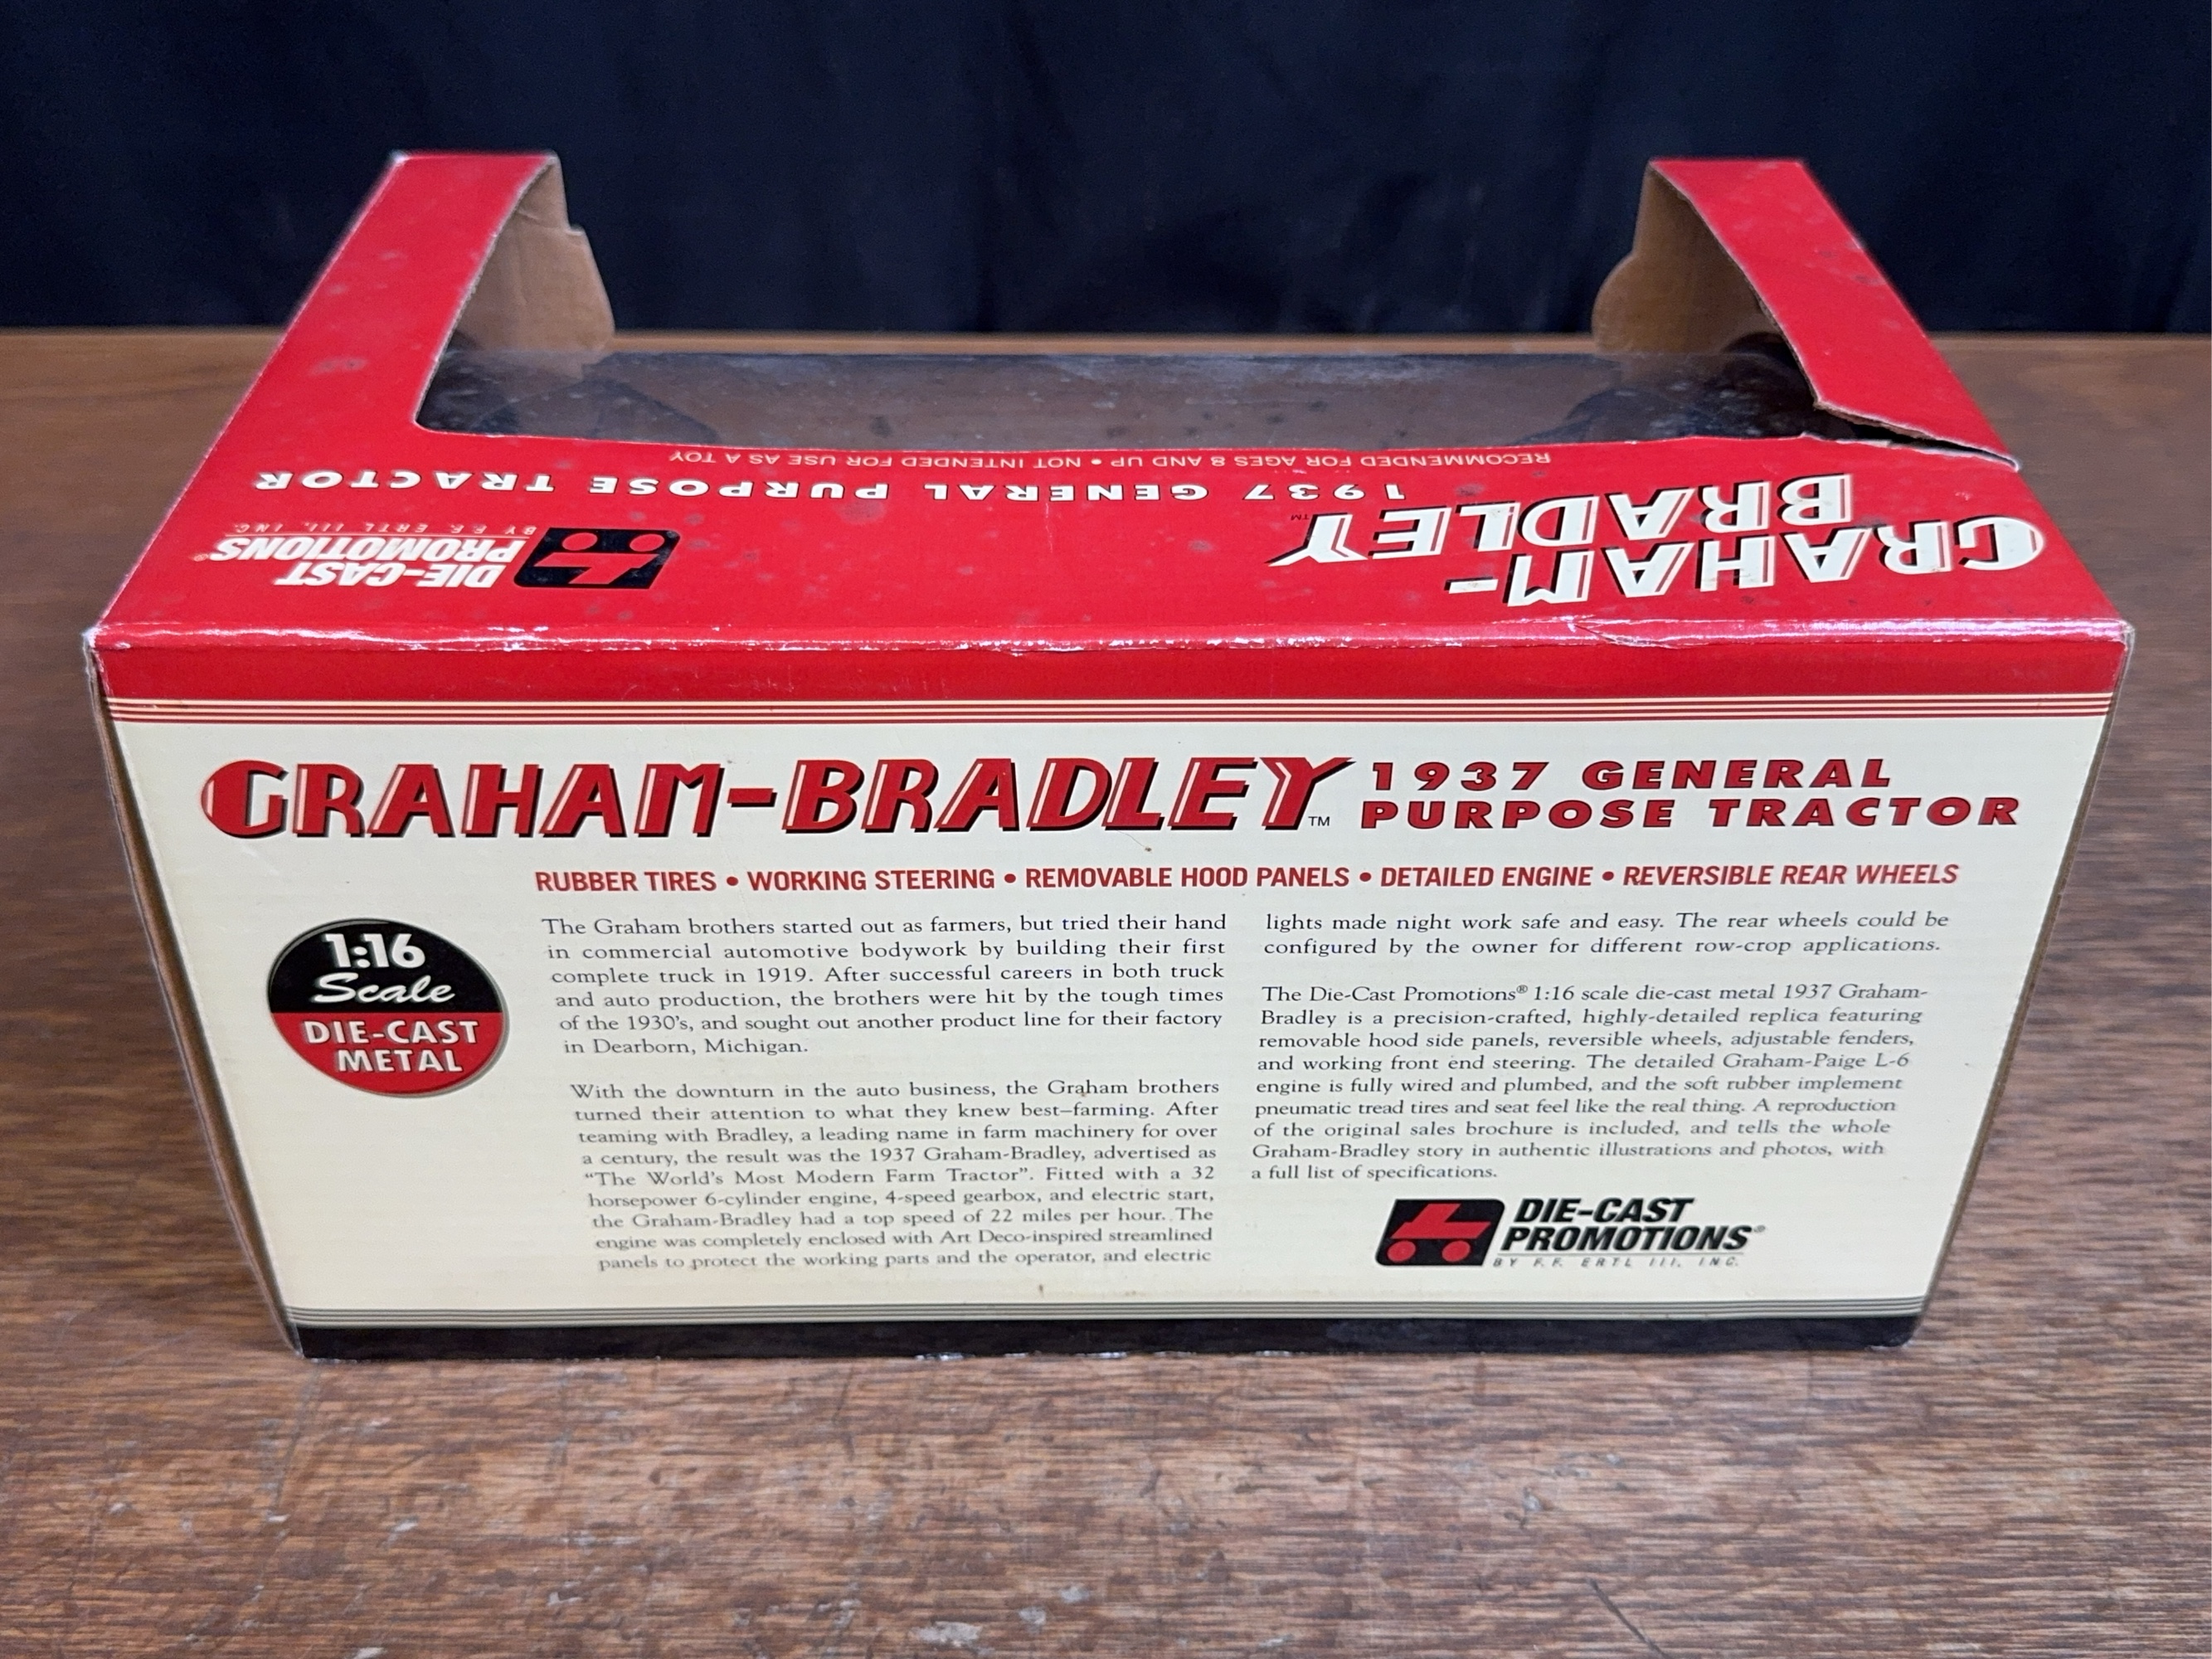 RECOMMENDED FOR AGES 8 AND UP • NOT INTENDED FOR USE AS A TOY
1937 GENERAL PURPOSE TRACTOR
GRAHAM-
BRADLEY™
DIE-CAST
PROMOTIONS®
BY F.F. ERTL III, INC.
GRAHAM-BRADLEY™
1937 GENERAL
PURPOSE TRACTOR
RUBBER TIRES • WORKING STEERING • REMOVABLE HOOD PANELS • DETAILED ENGINE • REVERSIBLE REAR WHEELS
1:16
Scale
DIE-CAST
METAL
The Graham brothers started out as farmers, but tried their hand
in commercial automotive bodywork by building their first
complete truck in 1919. After successful careers in both truck
and auto production, the brothers were hit by the tough times
of the 1930's, and sought out another product line for their factory
in Dearborn, Michigan.
With the downturn in the auto business, the Graham brothers
turned their attention to what they knew best–farming. After
teaming with Bradley, a leading name in farm machinery for over
a century, the result was the 1937 Graham-Bradley, advertised as
“The World's Most Modern Farm Tractor”. Fitted with a 32
horsepower 6-cylinder engine, 4-speed gearbox, and electric start,
the Graham-Bradley had a top speed of 22 miles per hour. The
engine was completely enclosed with Art Deco-inspired streamlined
panels to protect the working parts and the operator, and electric
lights made night work safe and easy. The rear wheels could be
configured by the owner for different row-crop applications.
The Die-Cast Promotions® 1:16 scale die-cast metal 1937 Graham-
Bradley is a precision-crafted, highly-detailed replica featuring
removable hood side panels, reversible wheels, adjustable fenders,
and working front end steering. The detailed Graham-Paige L-6
engine is fully wired and plumbed, and the soft rubber implement
pneumatic tread tires and seat feel like the real thing. A reproduction
of the original sales brochure is included, and tells the whole
Graham-Bradley story in authentic illustrations and photos, with
a full list of specifications.
DIE-CAST
PROMOTIONS®
BY F.F. ERTL III, INC.